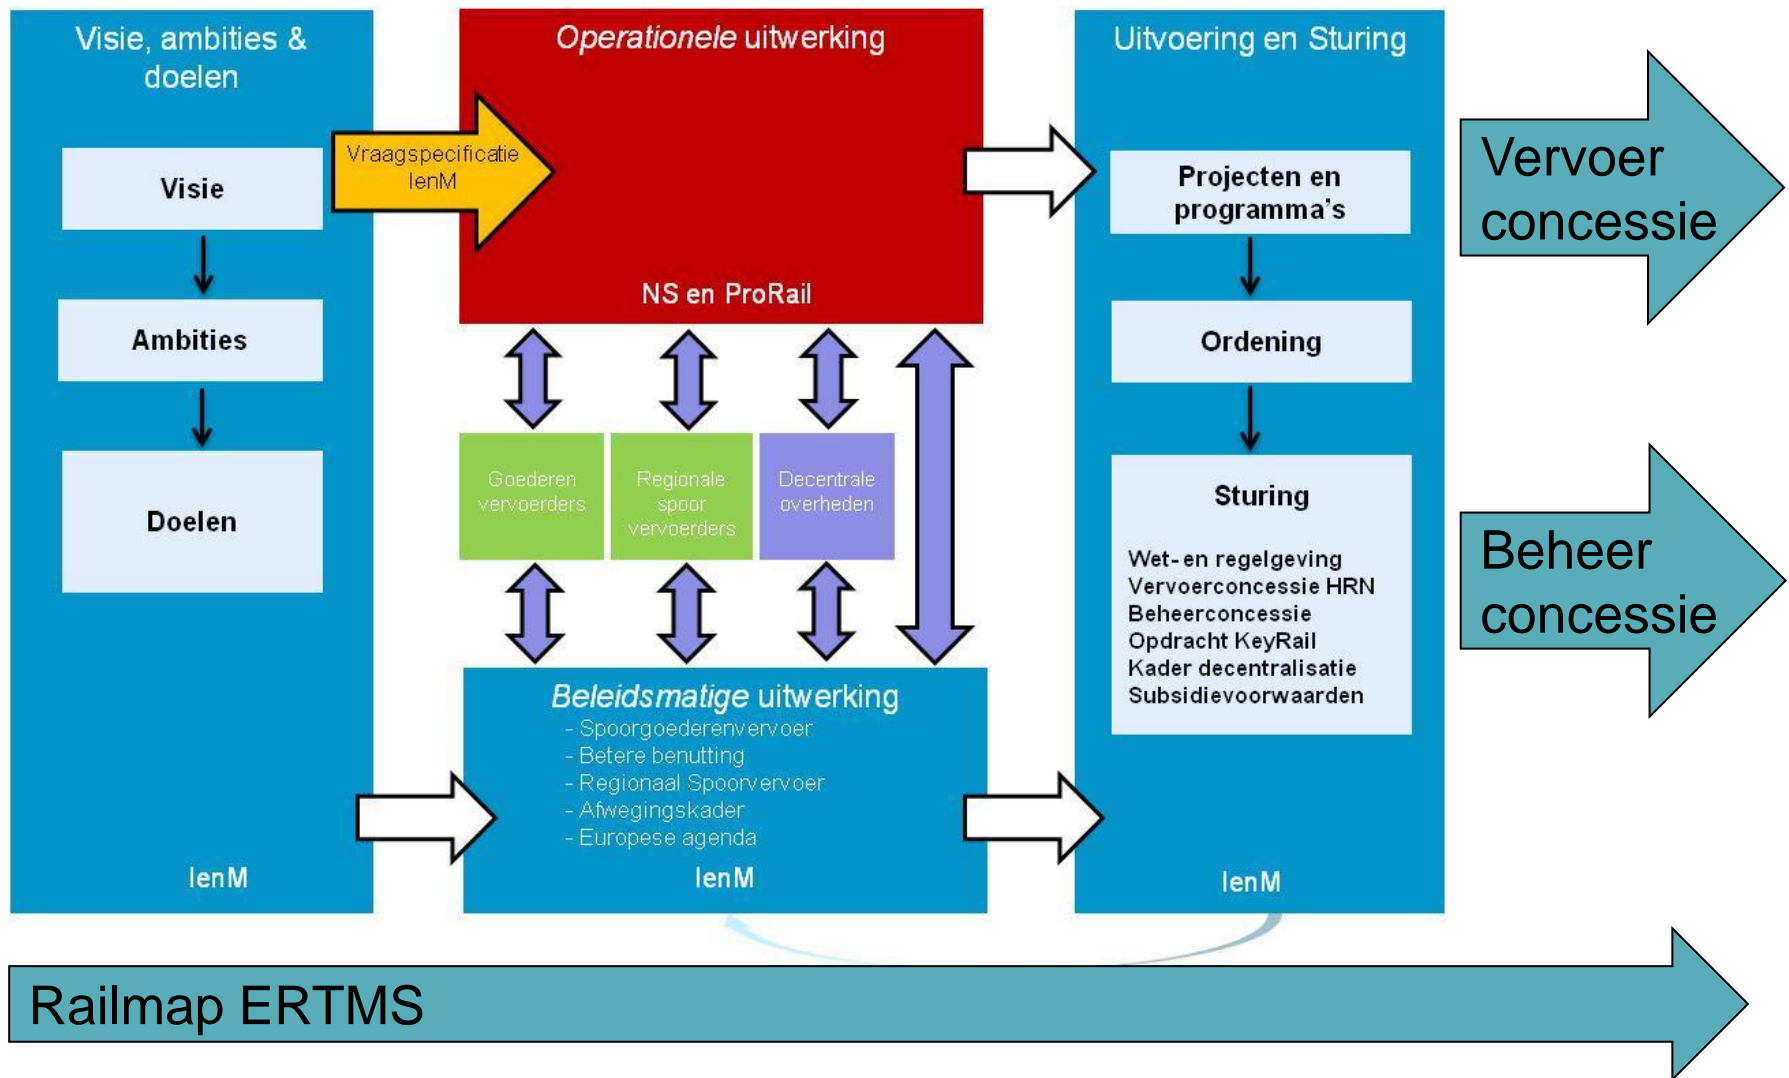 Visie, ambities &
doelen
Visie
Ambities
Doelen
IenM
Vraagspecificatie
IenM
Operationele uitwerking
NS en ProRail
Goederen
vervoerders
Regionale
spoor
vervoerders
Decentrale
overheden
Beleidsmatige uitwerking
- Spoorgoederenvervoer
- Betere benutting
- Regionaal Spoorvervoer
- Afwegingskader
- Europese agenda
IenM
Uitvoering en Sturing
Projecten en
programma's
Ordening
Sturing
Wet- en regelgeving
Vervoerconcessie HRN
Beheerconcessie
Opdracht KeyRail
Kader decentralisatie
Subsidievoorwaarden
IenM
Vervoer
concessie
Beheer
concessie
Railmap ERTMS